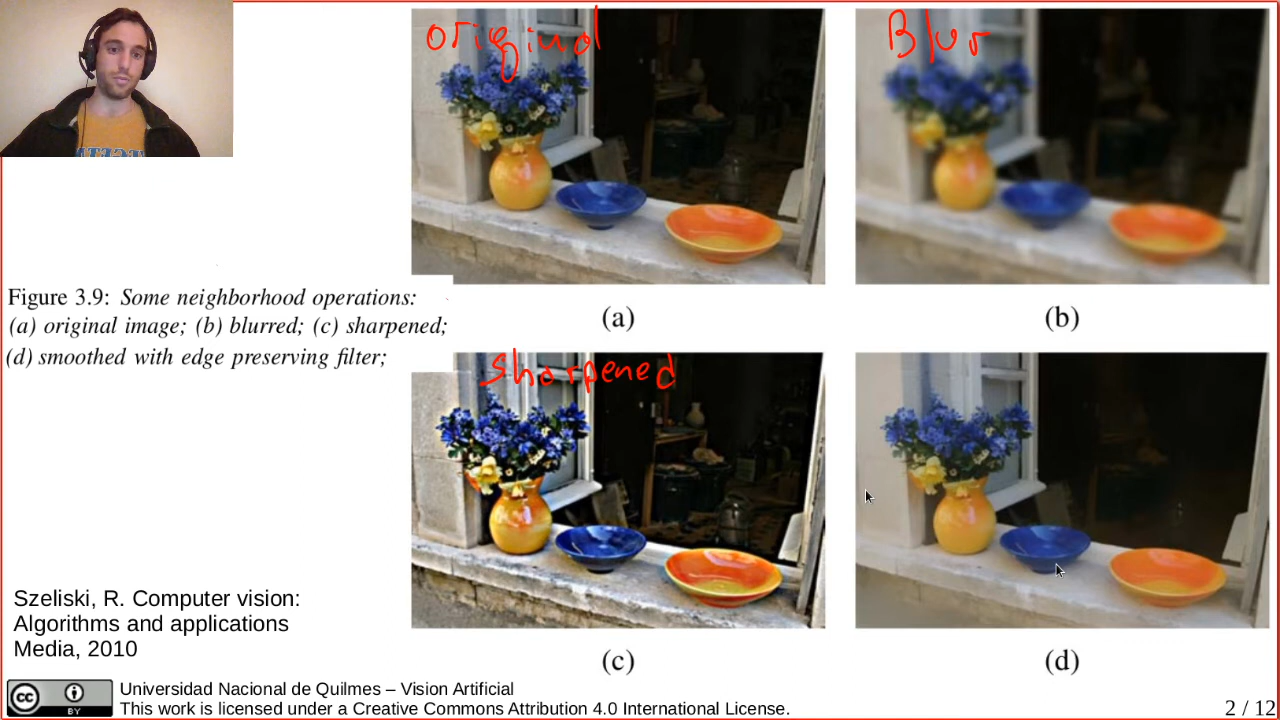 original
Blur
(a)
(b)
Figure 3.9: Some neighborhood operations:
(a) original image; (b) blurred; (c) sharpened;
(d) smoothed with edge preserving filter;
sharpened
(c)
(d)
Szeliski, R. Computer vision:
Algorithms and applications
Media, 2010
cc
BY
Universidad Nacional de Quilmes – Vision Artificial
This work is licensed under a Creative Commons Attribution 4.0 International License.
2 / 12